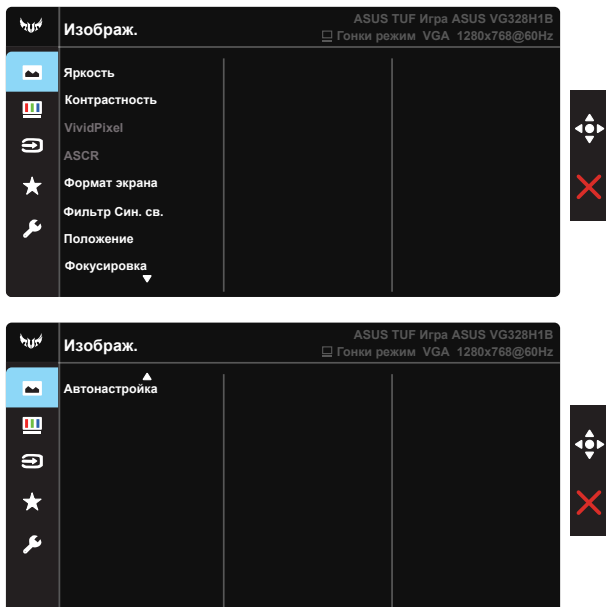 ASUS TUF Игра ASUS VG328H1B
Изображ.
Гонки режим VGA 1280x768@60Hz
Яркость
Контрастность
VividPixel
ASCR
Формат экрана
Фильтр Син. св.
Положение
Фокусировка
ASUS TUF Игра ASUS VG328H1B
Изображ.
Гонки режим VGA 1280x768@60Hz
Автонастройка